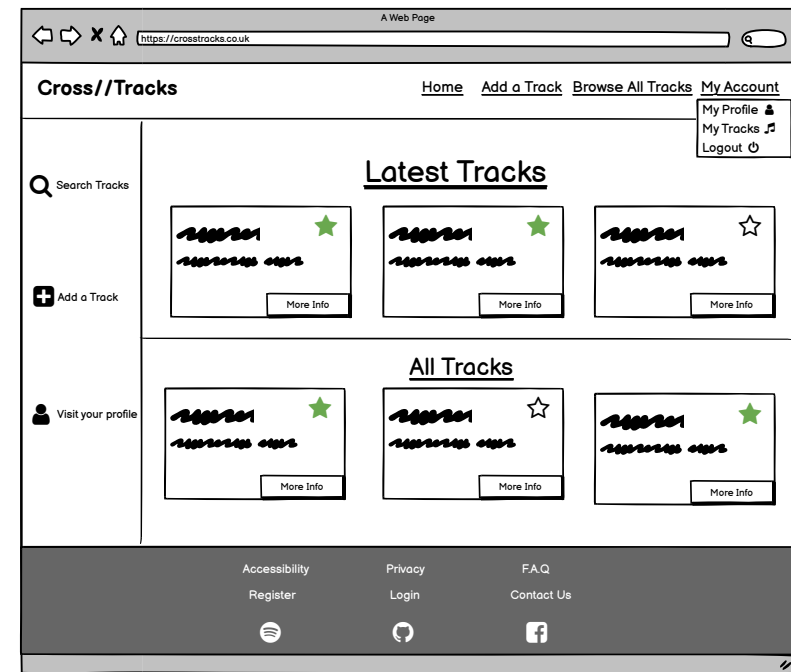 A Web Page
https://crosstracks.co.uk
Cross//Tracks
Home Add a Track Browse All Tracks My Account
My Profile
My Tracks
Logout
Search Tracks
Add a Track
Visit your profile
Latest Tracks
More Info
More Info
More Info
All Tracks
More Info
More Info
More Info
Accessibility Privacy F.A.Q
Register Login Contact Us